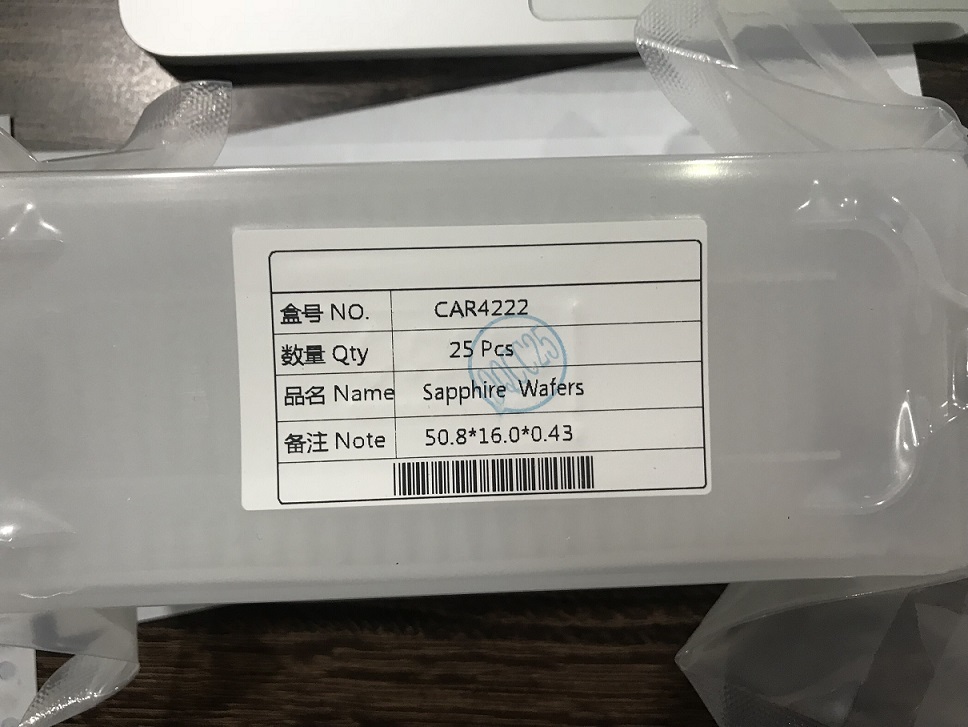 盒号 NO. CAR4222
数量 Qty 25 Pcs
品名 Name Sapphire Wafers
备注 Note 50.8*16.0*0.43